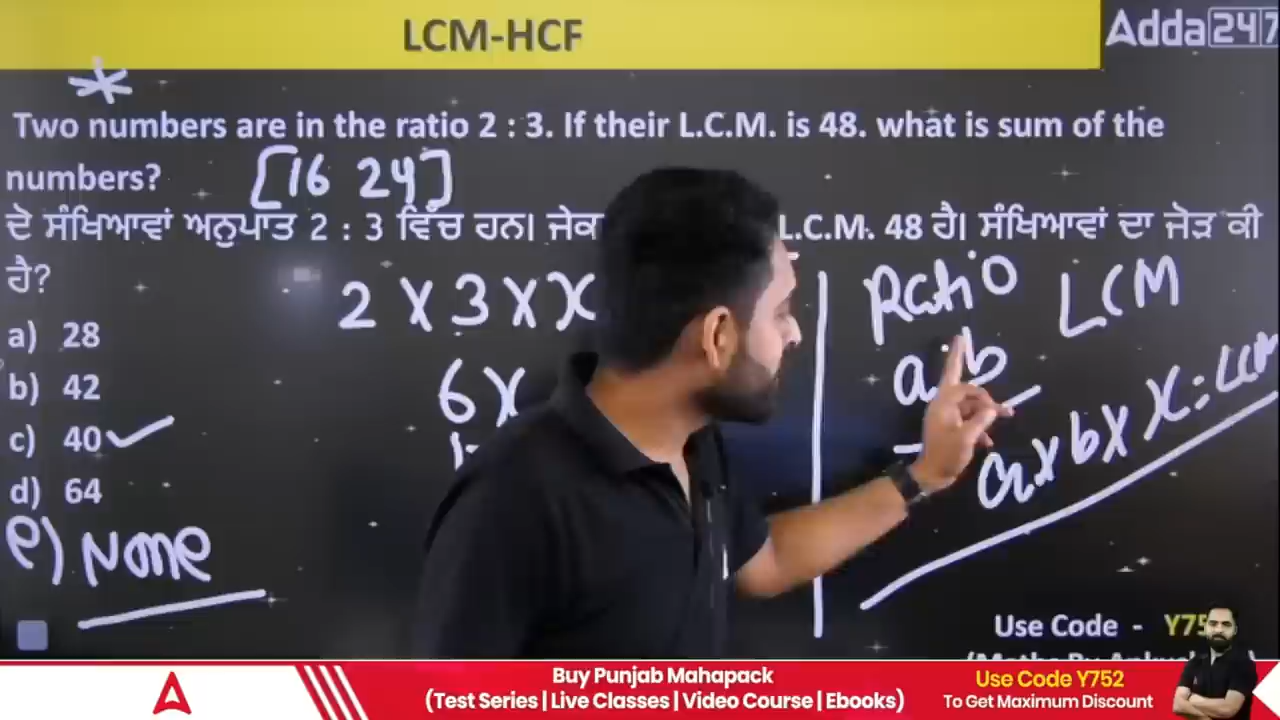 LCM-HCF
Adda247
*
Two numbers are in the ratio 2 : 3. If their L.C.M. is 48. what is sum of the
numbers?
[16 24]
ਦੋ ਸੰਖਿਆਵਾਂ ਅਨੁਪਾਤ 2 : 3 ਵਿੱਚ ਹਨ। ਜੇਕ
L.C.M. 48 ਹੈ। ਸੰਖਿਆਵਾਂ ਦਾ ਜੋੜ ਕੀ
ਹੈ?
a) 28
b) 42
c) 40
d) 64
e) None
2 X 3 X X
6X
Ratio LCM
a:b
a x b x X = LCM
Use Code - Y75
Buy Punjab Mahapack
(Test Series | Live Classes | Video Course | Ebooks)
Use Code Y752
To Get Maximum Discount